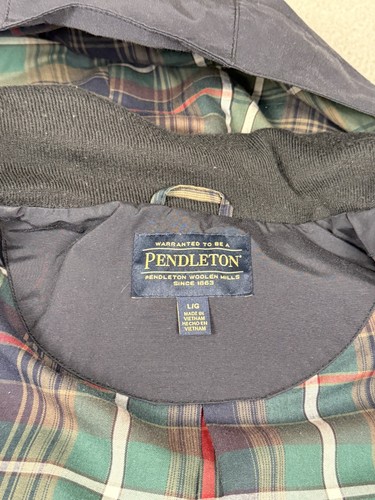 WARRANTED TO BE A
PENDLETON®
PENDLETON WOOLEN MILLS
SINCE 1863
L/G
MADE IN
VIETNAM
HECHO EN
VIETNAM